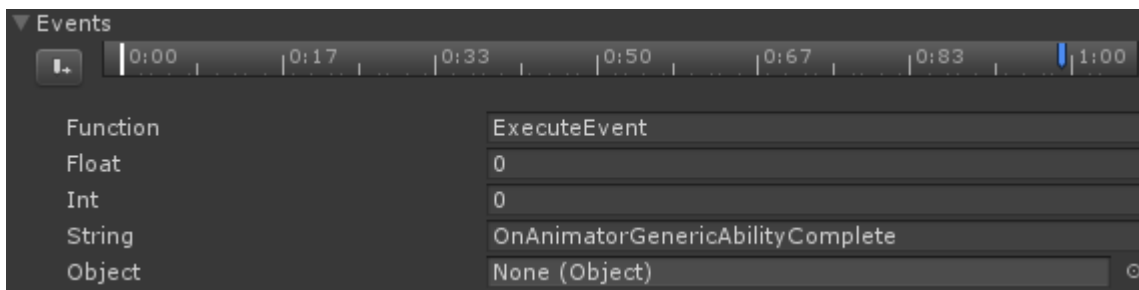 Events
0:00 0:17 0:33 0:50 0:67 0:83 1:00
Function ExecuteEvent
Float 0
Int 0
String OnAnimatorGenericAbilityComplete
Object None (Object)